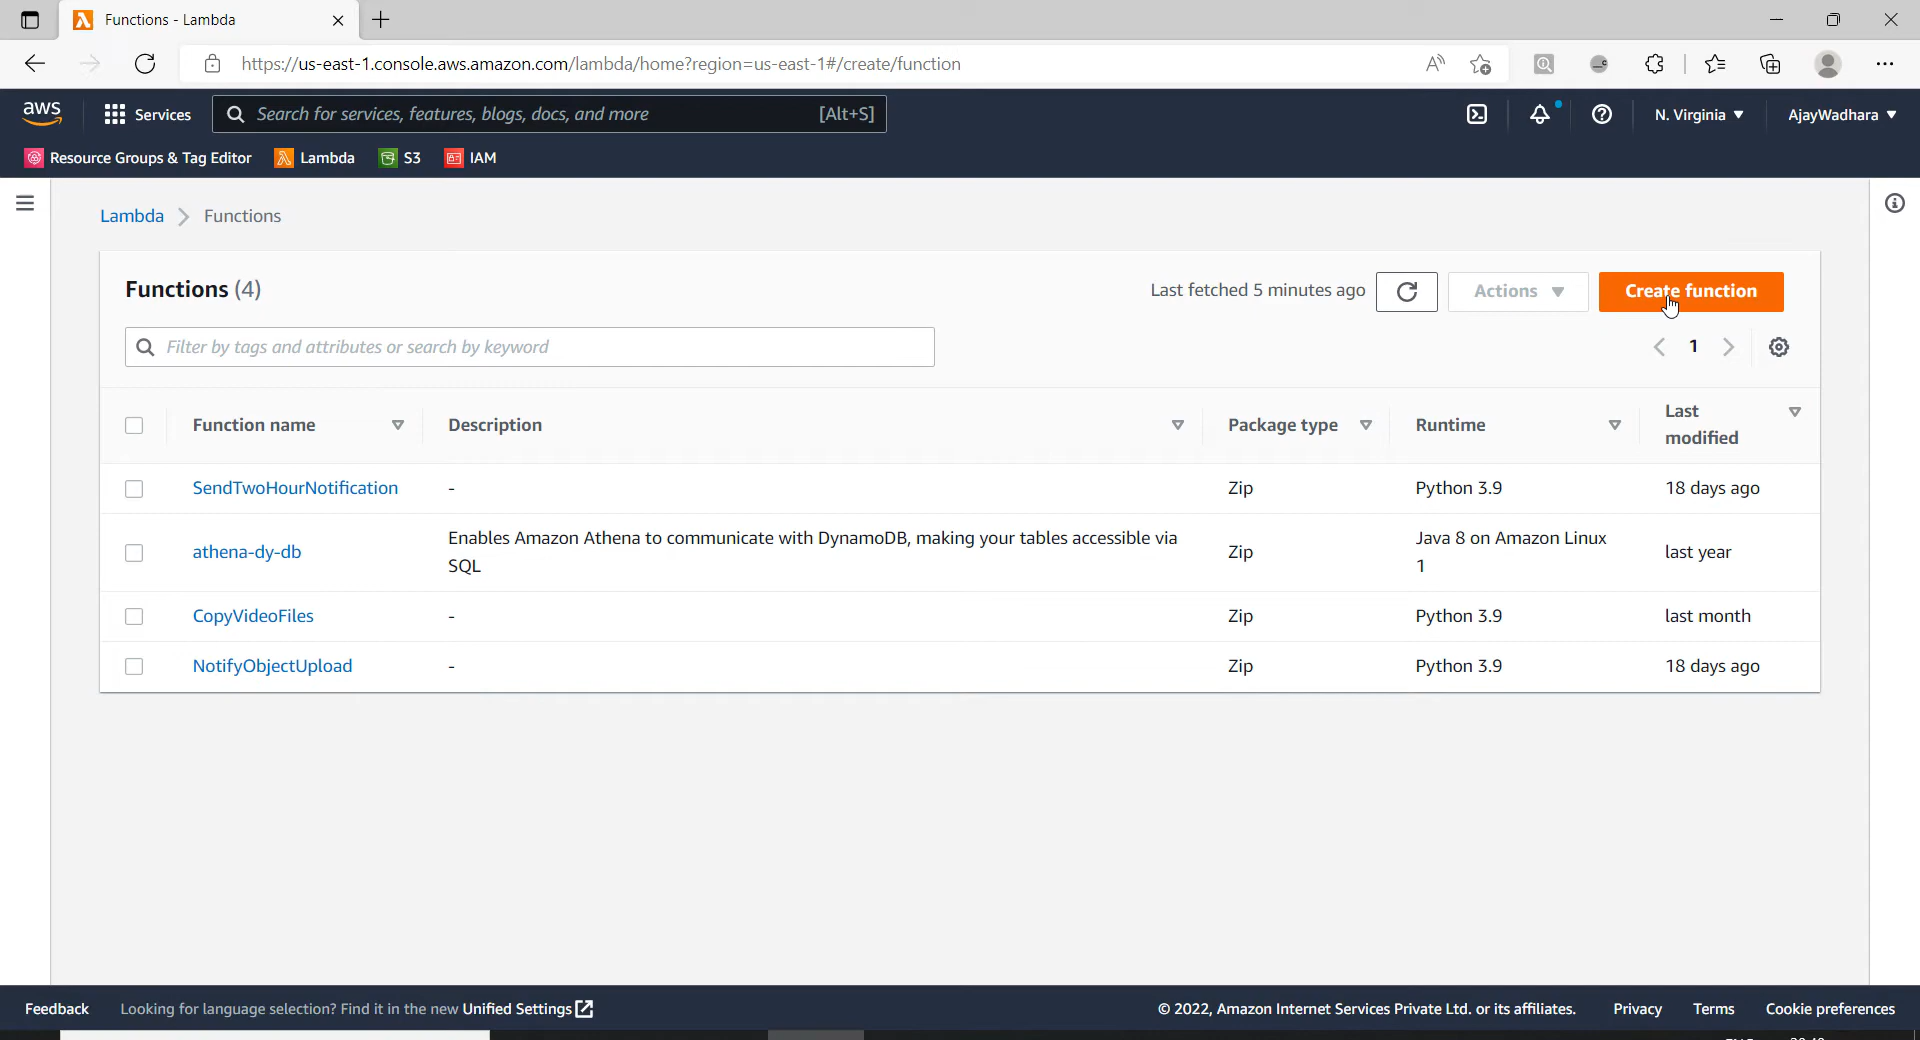 Functions - Lambda
https://us-east-1.console.aws.amazon.com/lambda/home?region=us-east-1#/create/function
aws
Services
Search for services, features, blogs, docs, and more
[Alt+S]
N. Virginia
AjayWadhara
Resource Groups & Tag Editor
Lambda
S3
IAM
Lambda
Functions
Functions (4)
Last fetched 5 minutes ago
Actions
Create function
Filter by tags and attributes or search by keyword
1
Function name
Description
Package type
Runtime
Last
modified
SendTwoHourNotification
-
Zip
Python 3.9
18 days ago
athena-dy-db
Enables Amazon Athena to communicate with DynamoDB, making your tables accessible via
SQL
Zip
Java 8 on Amazon Linux
1
last year
CopyVideoFiles
-
Zip
Python 3.9
last month
NotifyObjectUpload
-
Zip
Python 3.9
18 days ago
Feedback
Looking for language selection? Find it in the new Unified Settings
© 2022, Amazon Internet Services Private Ltd. or its affiliates.
Privacy
Terms
Cookie preferences